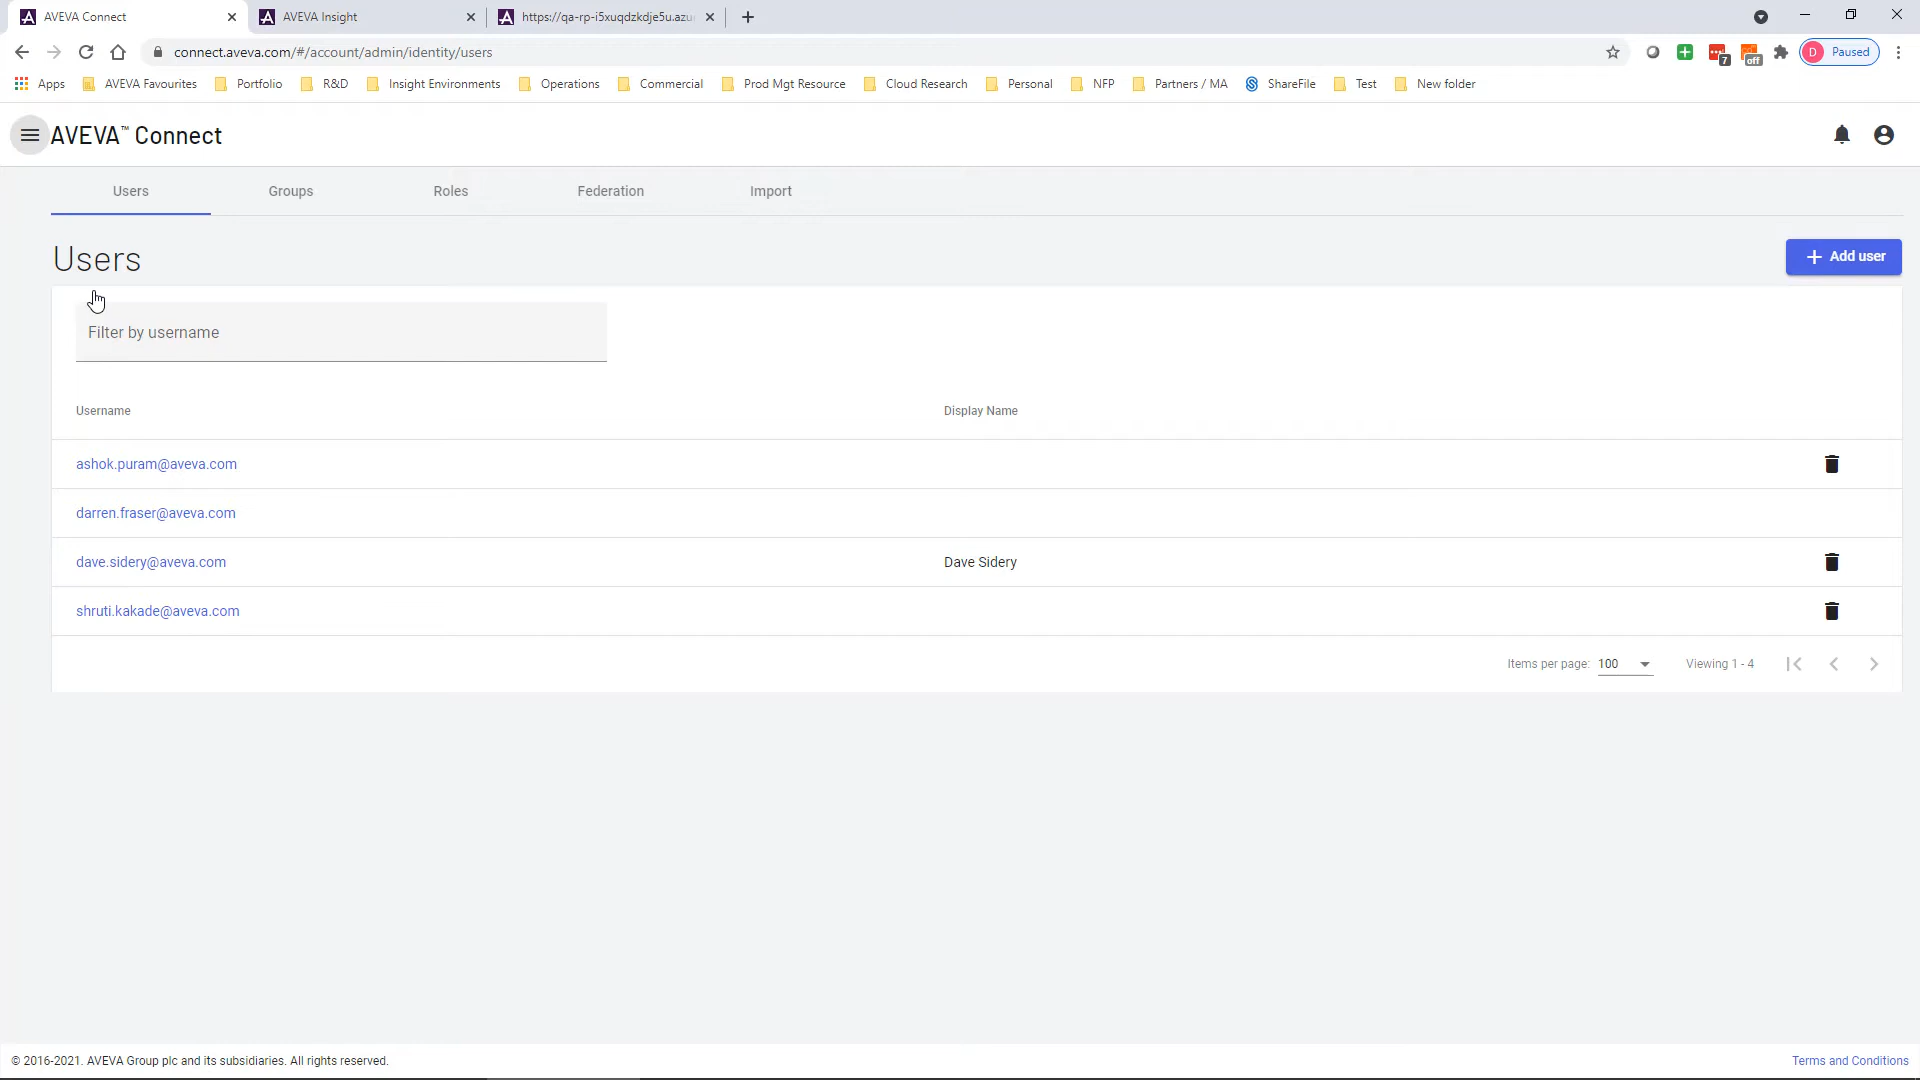 AVEVA Connect
AVEVA Insight
https://qa-rp-i5xuqdzkdje5u.azu
connect.aveva.com/#/account/admin/identity/users
7
off
D Paused
Apps AVEVA Favourites Portfolio R&D Insight Environments Operations Commercial Prod Mgt Resource Cloud Research Personal NFP Partners / MA ShareFile Test New folder
AVEVA™ Connect
Users Groups Roles Federation Import
Users
+ Add user
Filter by username
Username Display Name
ashok.puram@aveva.com
darren.fraser@aveva.com
dave.sidery@aveva.com Dave Sidery
shruti.kakade@aveva.com
Items per page: 100 Viewing 1 - 4
© 2016-2021. AVEVA Group plc and its subsidiaries. All rights reserved. Terms and Conditions